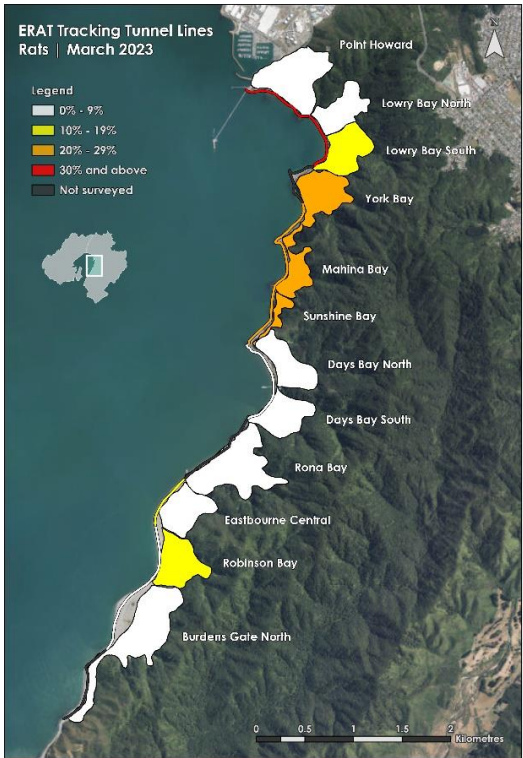 ERAT Tracking Tunnel Lines
Rats | March 2023
Legend
0% - 9%
10% - 19%
20% - 29%
30% and above
Not surveyed
N
Point Howard
Lowry Bay North
Lowry Bay South
York Bay
Mahina Bay
Sunshine Bay
Days Bay North
Days Bay South
Rona Bay
Eastbourne Central
Robinson Bay
Burdens Gate North
0 0.5 1 1.5 2
Kilometres